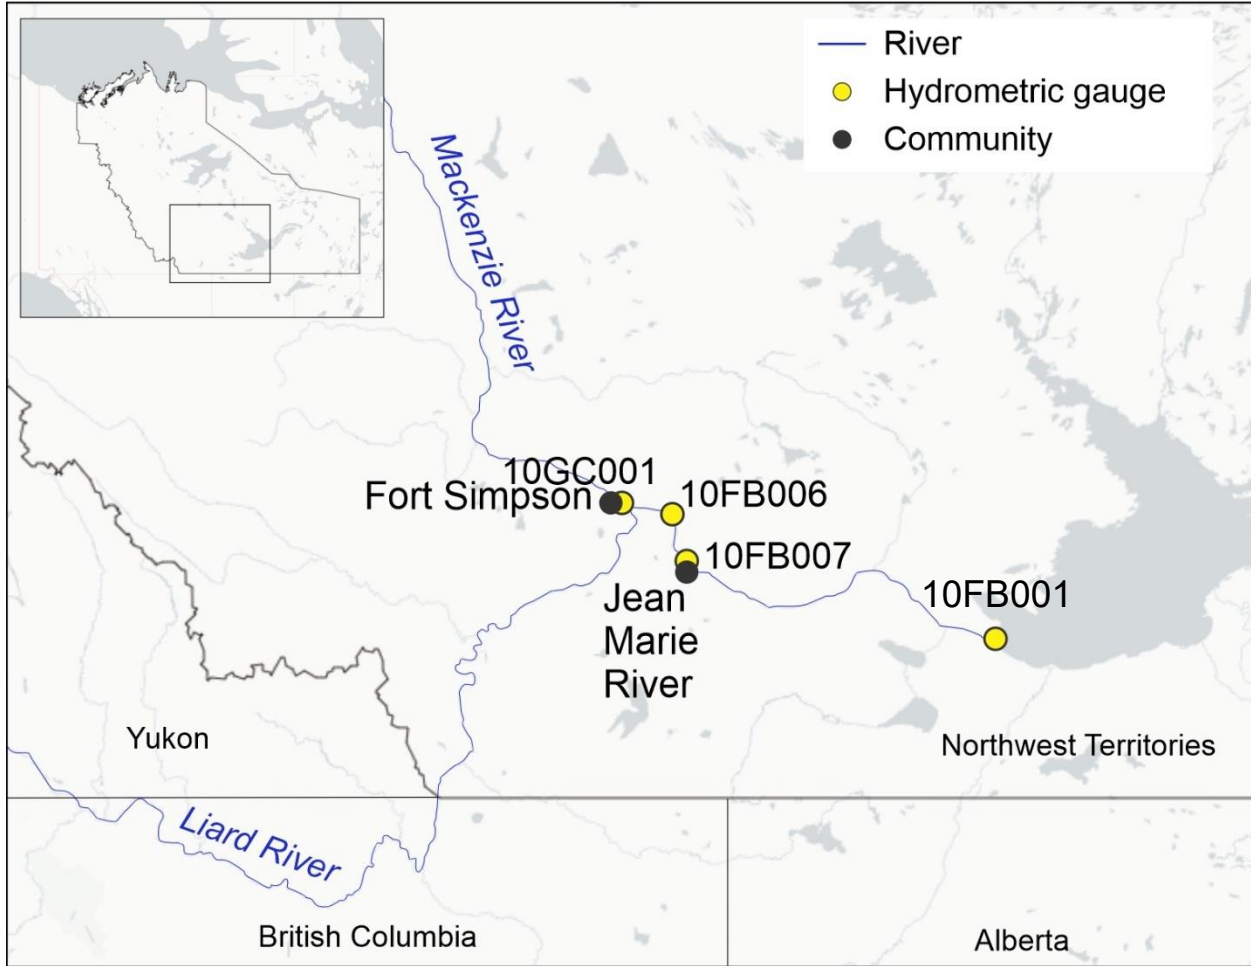 River
Hydrometric gauge
Community
Mackenzie River
10GC001
Fort Simpson
10FB006
10FB007
Jean
Marie
River
10FB001
Yukon
Northwest Territories
Liard River
British Columbia
Alberta